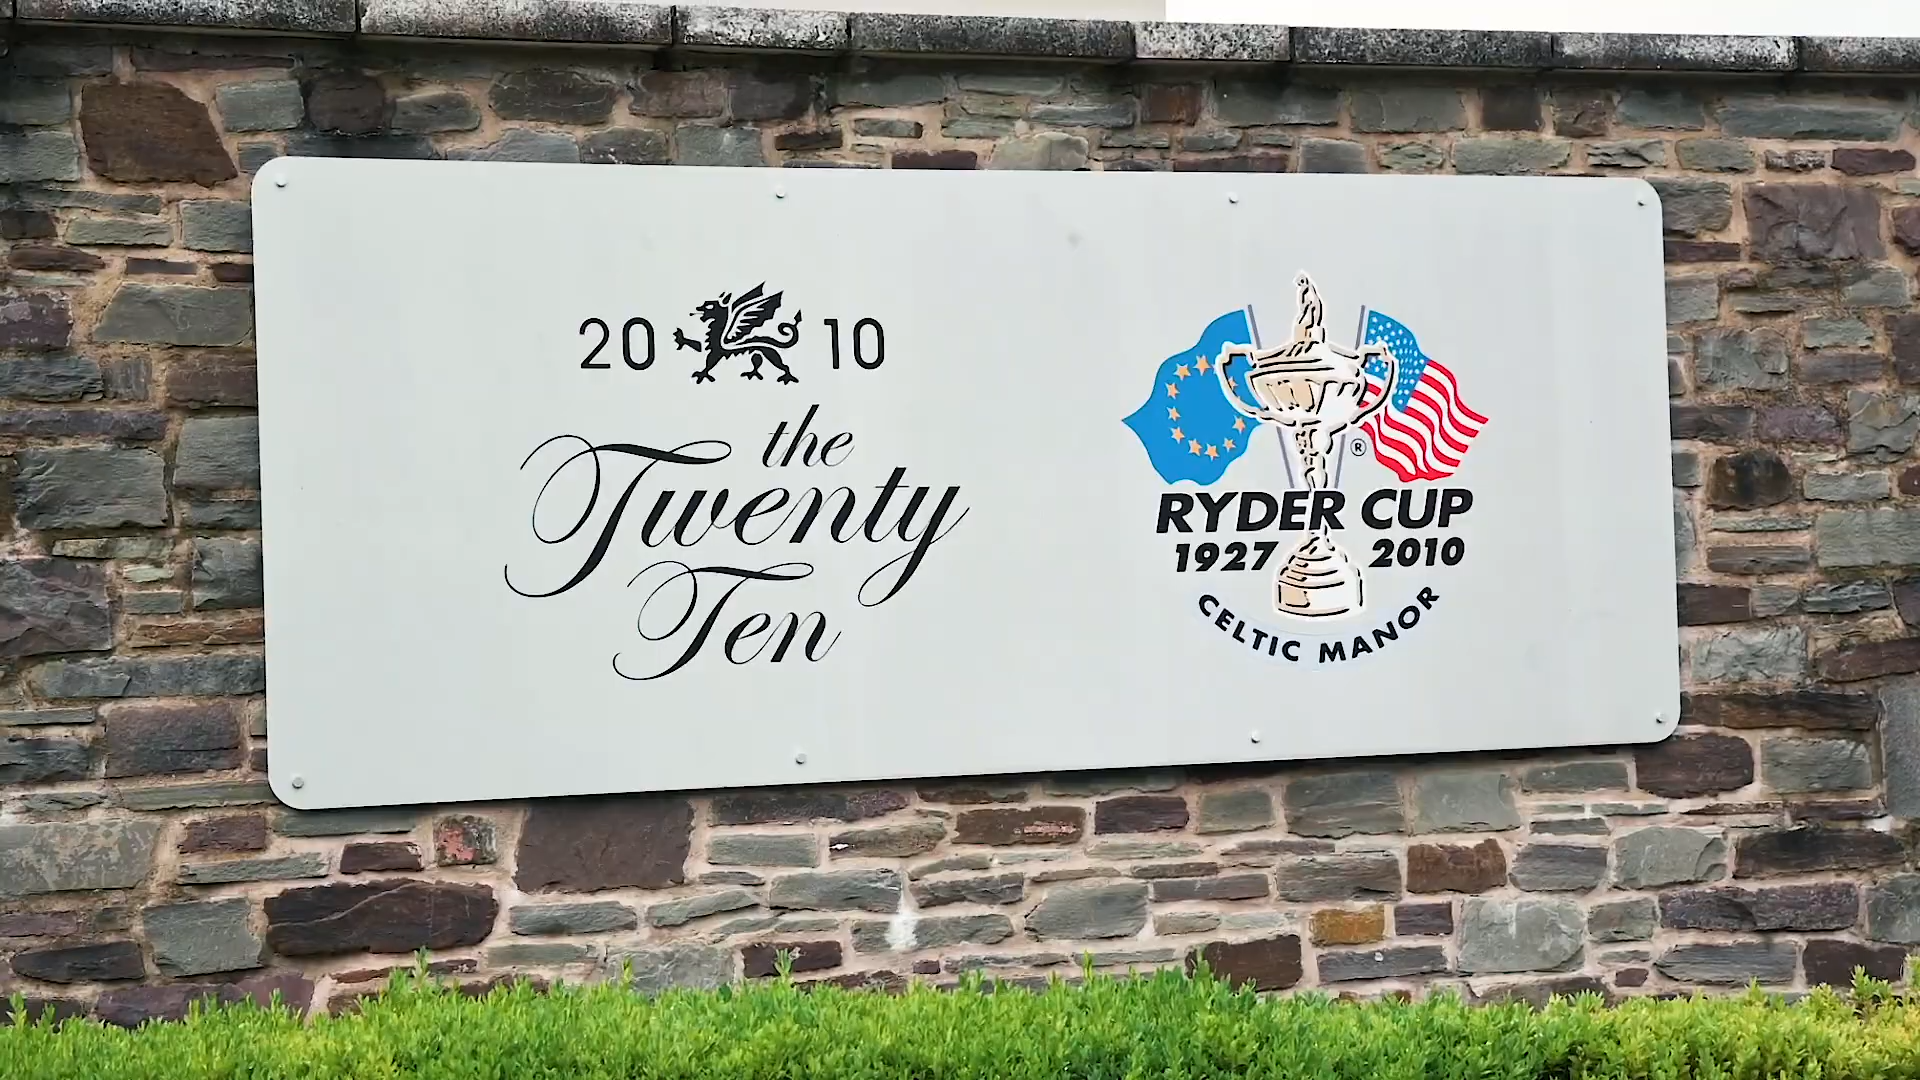 20 10
the
Twenty
Ten
®
RYDER CUP
1927 2010
CELTIC MANOR